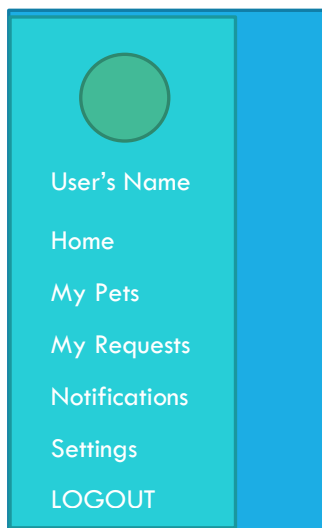 User’s Name
Home
My Pets
My Requests
Notifications
Settings
LOGOUT